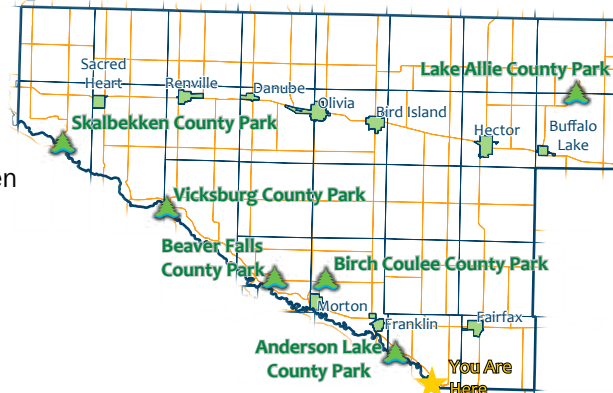 Lake Allie County Park
Sacred
Heart
Renville
Danube
Olivia
Bird Island
Skalbekken County Park
Hector
Buffalo
Lake
en
Vicksburg County Park
Beaver Falls
County Park
Birch Coulee County Park
Morton
Franklin
Fairfax
Anderson Lake
County Park
You Are
Here